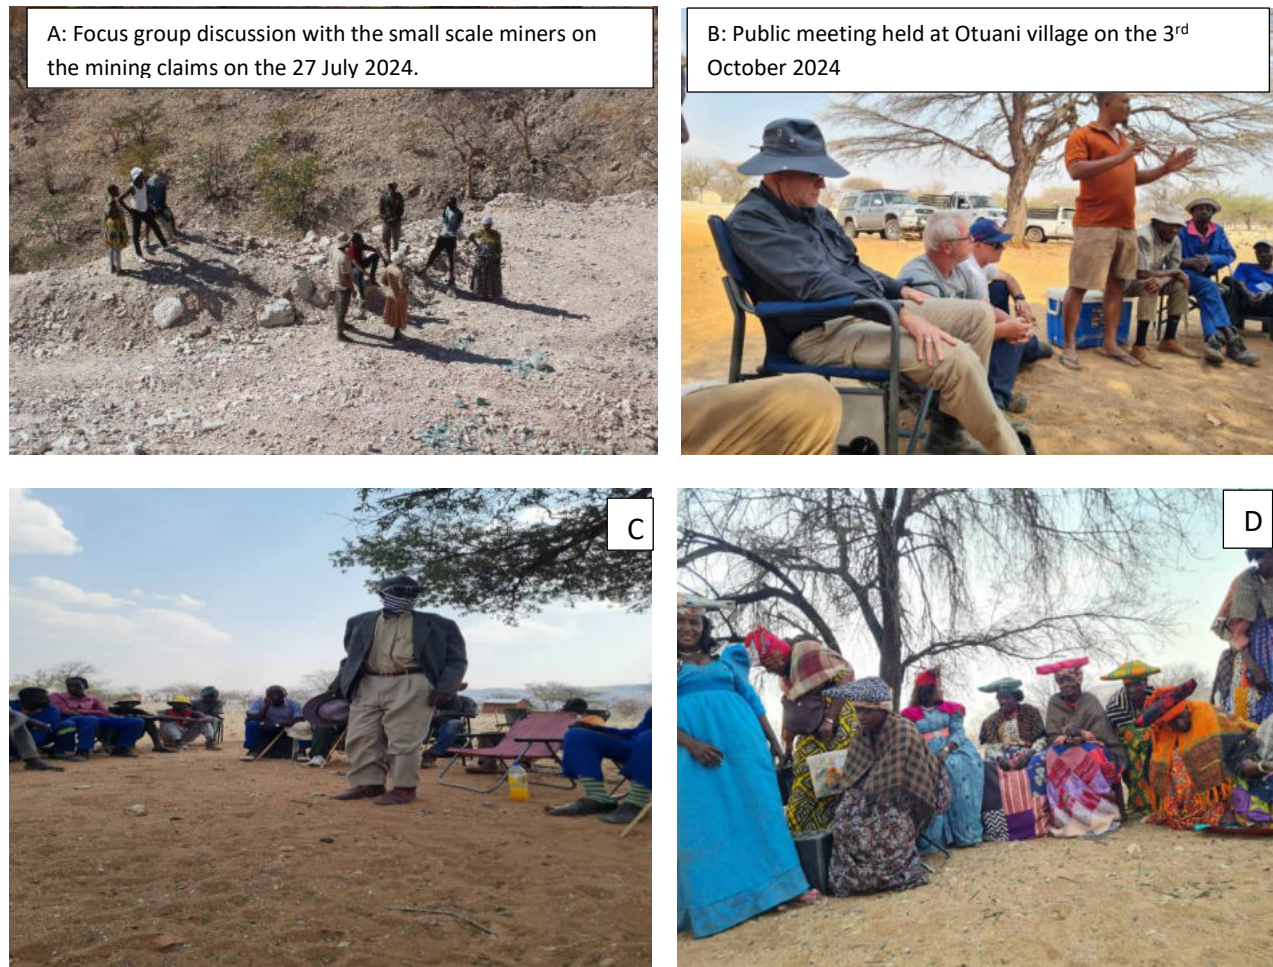 A: Focus group discussion with the small scale miners on
the mining claims on the 27 July 2024.
B: Public meeting held at Otuani village on the 3rd
October 2024
C
D